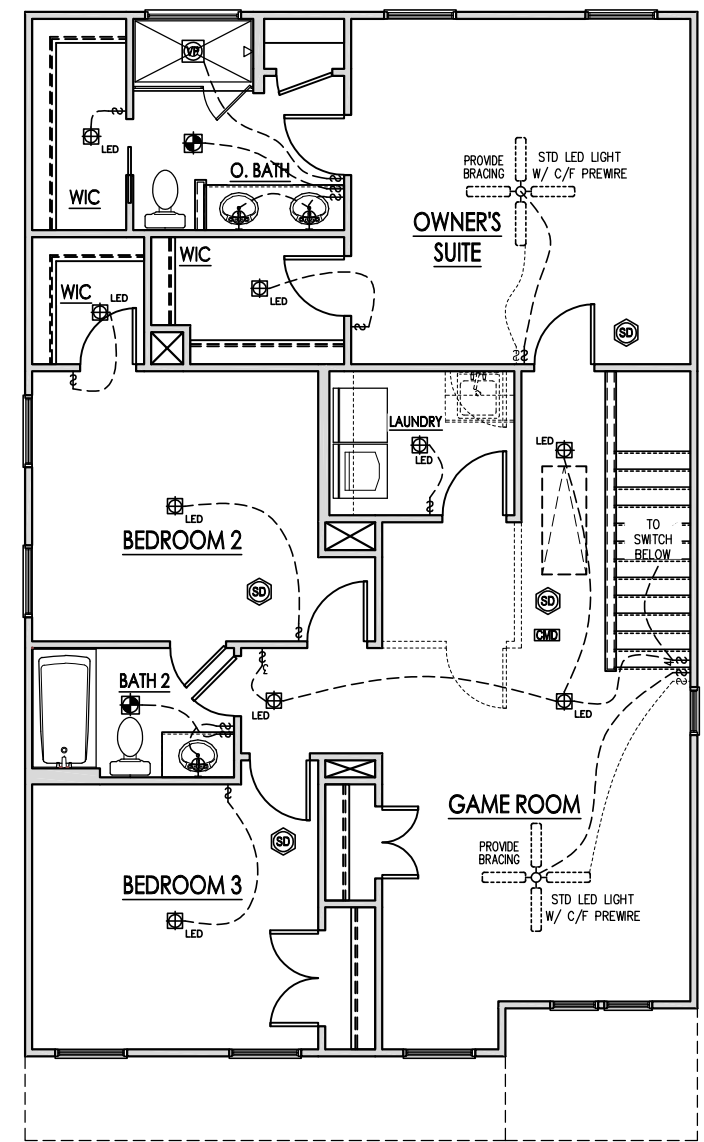 VP
LED
WIC
O. BATH
PROVIDE
BRACING
STD LED LIGHT
W/ C/F PREWIRE
OWNER'S
SUITE
WIC
LED
WIC
LED
SD
LAUNDRY
LED
LED
LED
BEDROOM 2
TO
SWITCH
BELOW
SD
SD
CMD
BATH 2
LED
LED
GAME ROOM
SD
PROVIDE
BRACING
BEDROOM 3
STD LED LIGHT
W/ C/F PREWIRE
LED